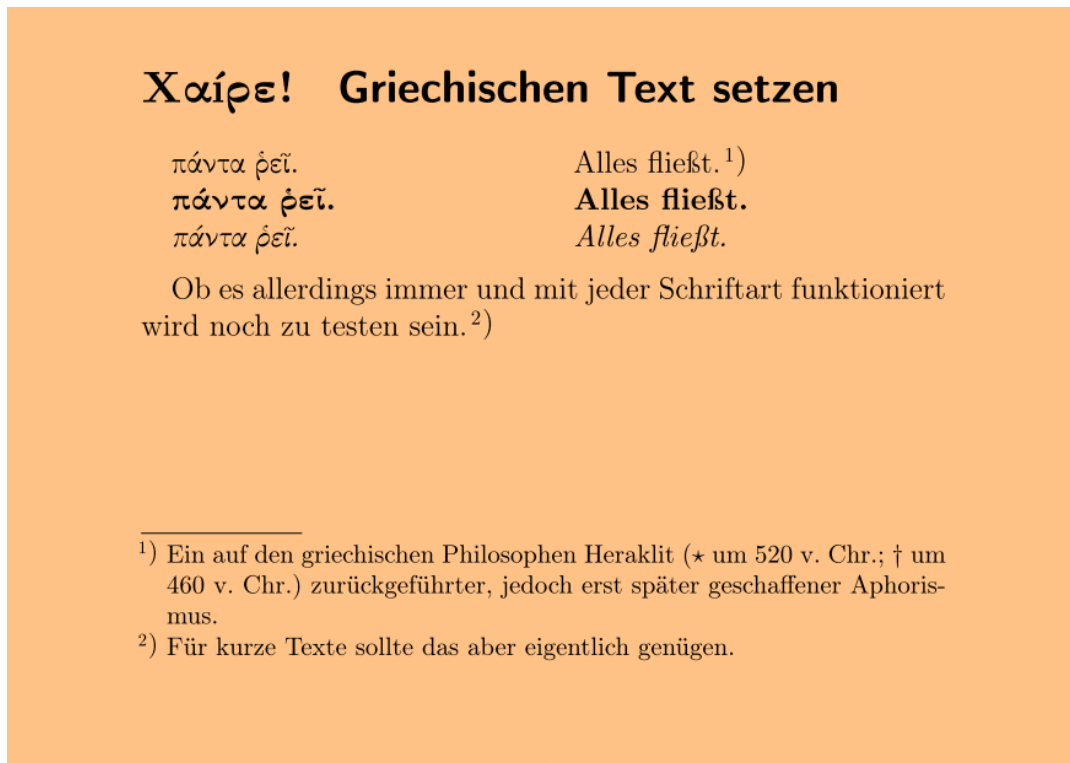 Χαίρε! Griechischen Text setzen
πάντα ῥεῖ. Alles fließt.¹)
πάντα ῥεῖ. Alles fließt.
πάντα ῥεῖ. Alles fließt.
Ob es allerdings immer und mit jeder Schriftart funktioniert
wird noch zu testen sein.²)
¹) Ein auf den griechischen Philosophen Heraklit (⋆ um 520 v. Chr.; † um
460 v. Chr.) zurückgeführter, jedoch erst später geschaffener Aphoris-
mus.
²) Für kurze Texte sollte das aber eigentlich genügen.